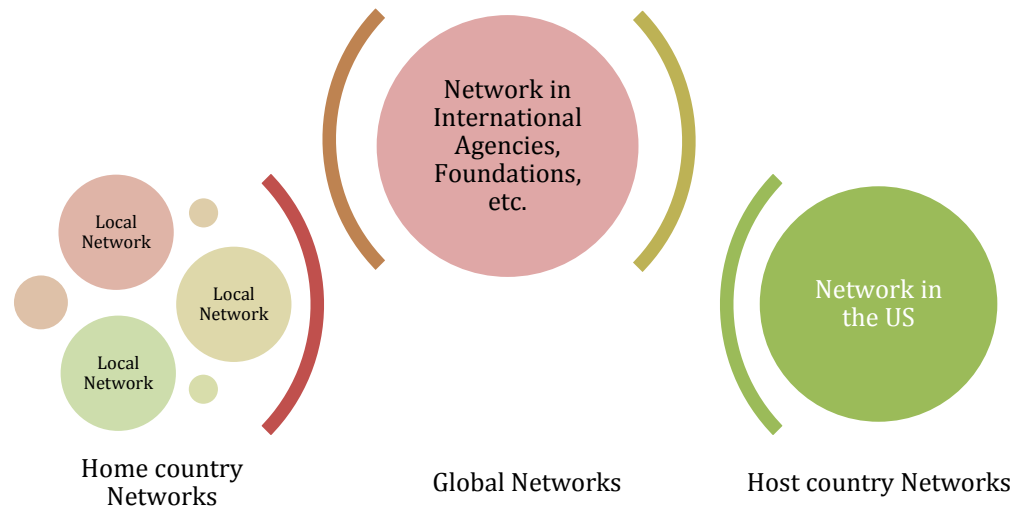 Network in
International
Agencies,
Foundations,
etc.
Local
Network
Local
Network
Local
Network
Network in
the US
Home country
Networks
Global Networks
Host country Networks